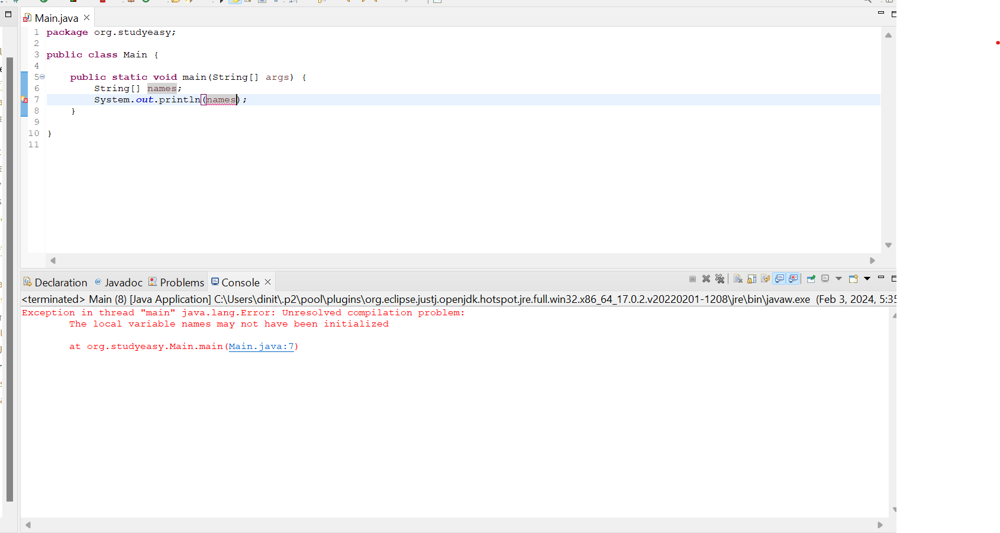 Main.java
1 package org.studyeasy;
2
3 public class Main {
4
5 public static void main(String[] args) {
6 String[] names;
7 System.out.println(names);
8 }
9
10 }
11
Declaration @ Javadoc Problems Console
<terminated> Main (8) [Java Application] C:\Users\dinit\.p2\pool\plugins\org.eclipse.justj.openjdk.hotspot.jre.full.win32.x86_64_17.0.2.v20220201-1208\jre\bin\javaw.exe (Feb 3, 2024, 5:35
Exception in thread "main" java.lang.Error: Unresolved compilation problem:
The local variable names may not have been initialized
at org.studyeasy.Main.main(Main.java:7)